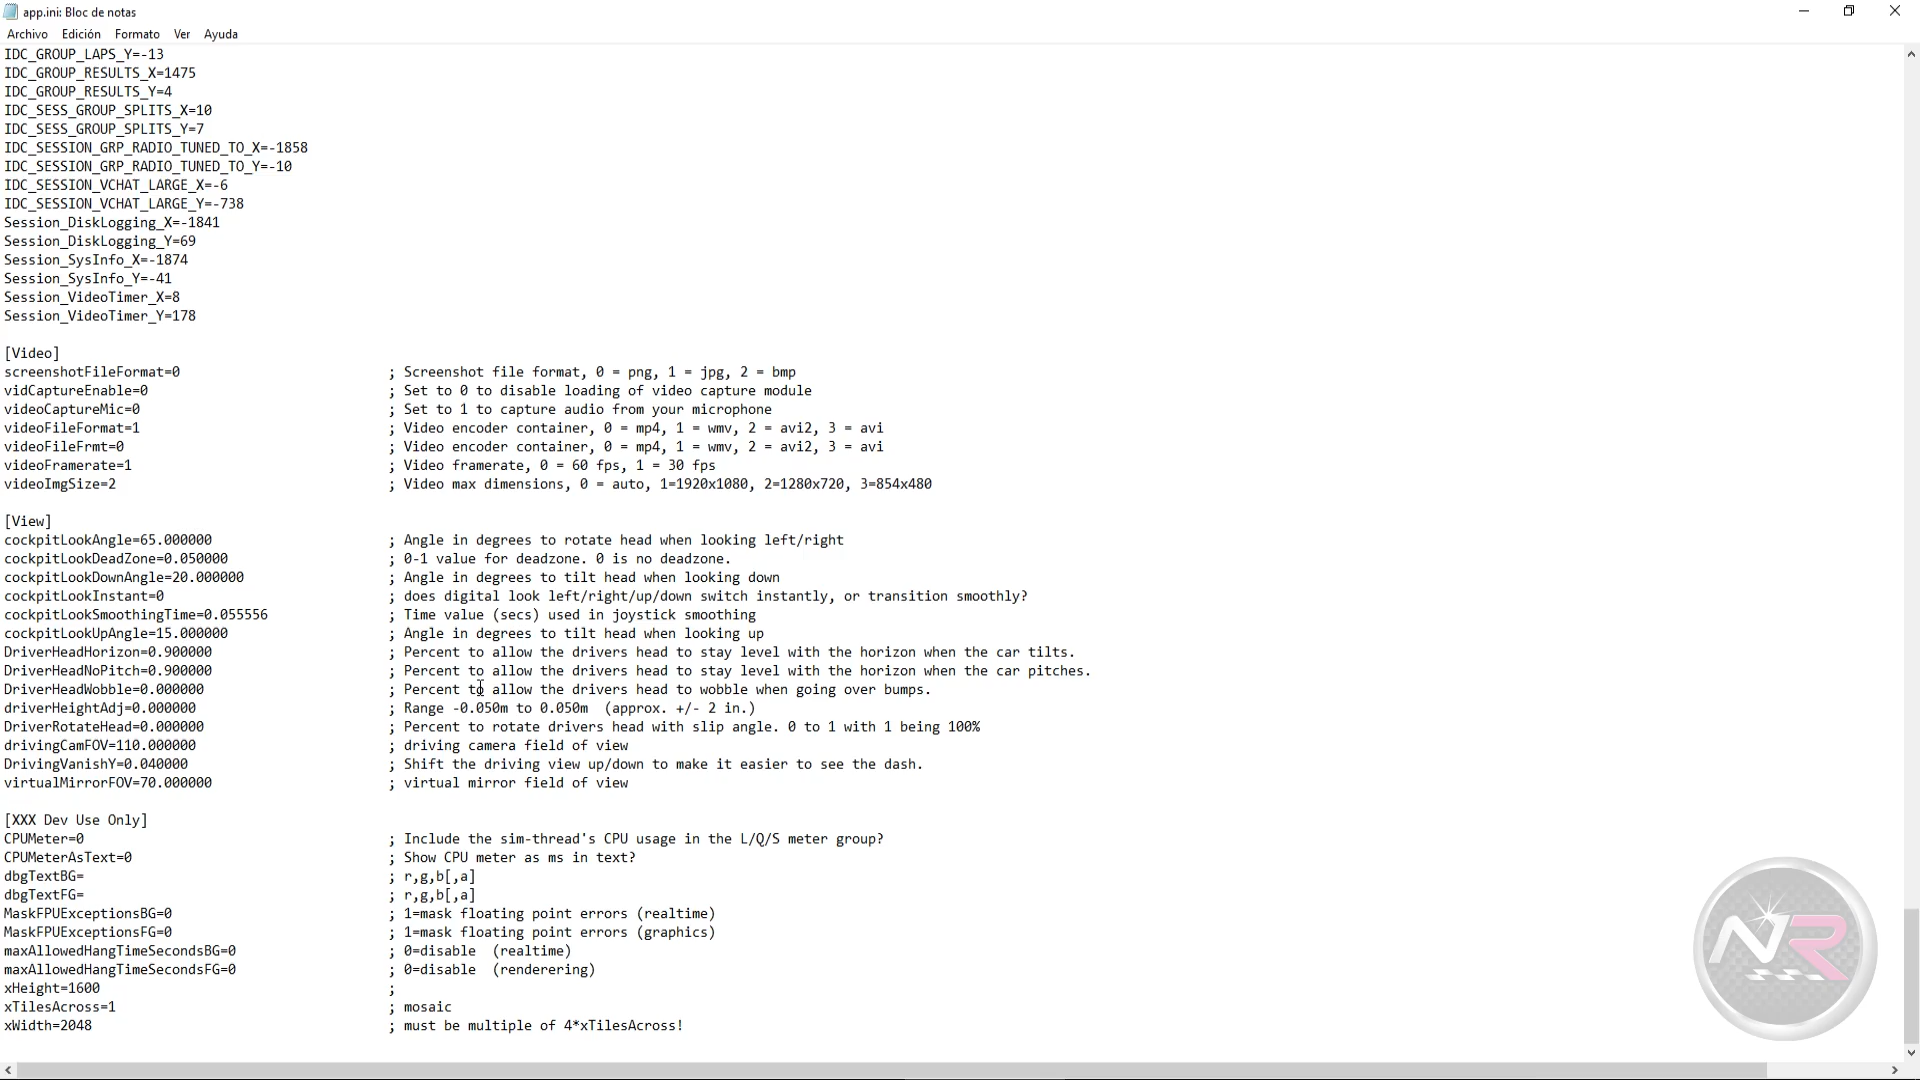 app.ini: Bloc de notas
Archivo Edición Formato Ver Ayuda
IDC_GROUP_LAPS_Y=-13
IDC_GROUP_RESULTS_X=1475
IDC_GROUP_RESULTS_Y=4
IDC_SESS_GROUP_SPLITS_X=10
IDC_SESS_GROUP_SPLITS_Y=7
IDC_SESSION_GRP_RADIO_TUNED_TO_X=-1858
IDC_SESSION_GRP_RADIO_TUNED_TO_Y=-10
IDC_SESSION_VCHAT_LARGE_X=-6
IDC_SESSION_VCHAT_LARGE_Y=-738
Session_DiskLogging_X=-1841
Session_DiskLogging_Y=69
Session_SysInfo_X=-1874
Session_SysInfo_Y=-41
Session_VideoTimer_X=8
Session_VideoTimer_Y=178
[Video]
screenshotFileFormat=0 ; Screenshot file format, 0 = png, 1 = jpg, 2 = bmp
vidCaptureEnable=0 ; Set to 0 to disable loading of video capture module
videoCaptureMic=0 ; Set to 1 to capture audio from your microphone
videoFileFormat=1 ; Video encoder container, 0 = mp4, 1 = wmv, 2 = avi2, 3 = avi
videoFileFrmt=0 ; Video encoder container, 0 = mp4, 1 = wmv, 2 = avi2, 3 = avi
videoFramerate=1 ; Video framerate, 0 = 60 fps, 1 = 30 fps
videoImgSize=2 ; Video max dimensions, 0 = auto, 1=1920x1080, 2=1280x720, 3=854x480
[View]
cockpitLookAngle=65.000000 ; Angle in degrees to rotate head when looking left/right
cockpitLookDeadZone=0.050000 ; 0-1 value for deadzone. 0 is no deadzone.
cockpitLookDownAngle=20.000000 ; Angle in degrees to tilt head when looking down
cockpitLookInstant=0 ; does digital look left/right/up/down switch instantly, or transition smoothly?
cockpitLookSmoothingTime=0.055556 ; Time value (secs) used in joystick smoothing
cockpitLookUpAngle=15.000000 ; Angle in degrees to tilt head when looking up
DriverHeadHorizon=0.900000 ; Percent to allow the drivers head to stay level with the horizon when the car tilts.
DriverHeadNoPitch=0.900000 ; Percent to allow the drivers head to stay level with the horizon when the car pitches.
DriverHeadWobble=0.000000 ; Percent to allow the drivers head to wobble when going over bumps.
driverHeightAdj=0.000000 ; Range -0.050m to 0.050m (approx. +/- 2 in.)
DriverRotateHead=0.000000 ; Percent to rotate drivers head with slip angle. 0 to 1 with 1 being 100%
drivingCamFOV=110.000000 ; driving camera field of view
DrivingVanishY=0.040000 ; Shift the driving view up/down to make it easier to see the dash.
virtualMirrorFOV=70.000000 ; virtual mirror field of view
[XXX Dev Use Only]
CPUMeter=0 ; Include the sim-thread's CPU usage in the L/Q/S meter group?
CPUMeterAsText=0 ; Show CPU meter as ms in text?
dbgTextBG= ; r,g,b[,a]
dbgTextFG= ; r,g,b[,a]
MaskFPUExceptionsBG=0 ; 1=mask floating point errors (realtime)
MaskFPUExceptionsFG=0 ; 1=mask floating point errors (graphics)
maxAllowedHangTimeSecondsBG=0 ; 0=disable (realtime)
maxAllowedHangTimeSecondsFG=0 ; 0=disable (renderering)
xHeight=1600 ;
xTilesAcross=1 ; mosaic
xWidth=2048 ; must be multiple of 4*xTilesAcross!
NR